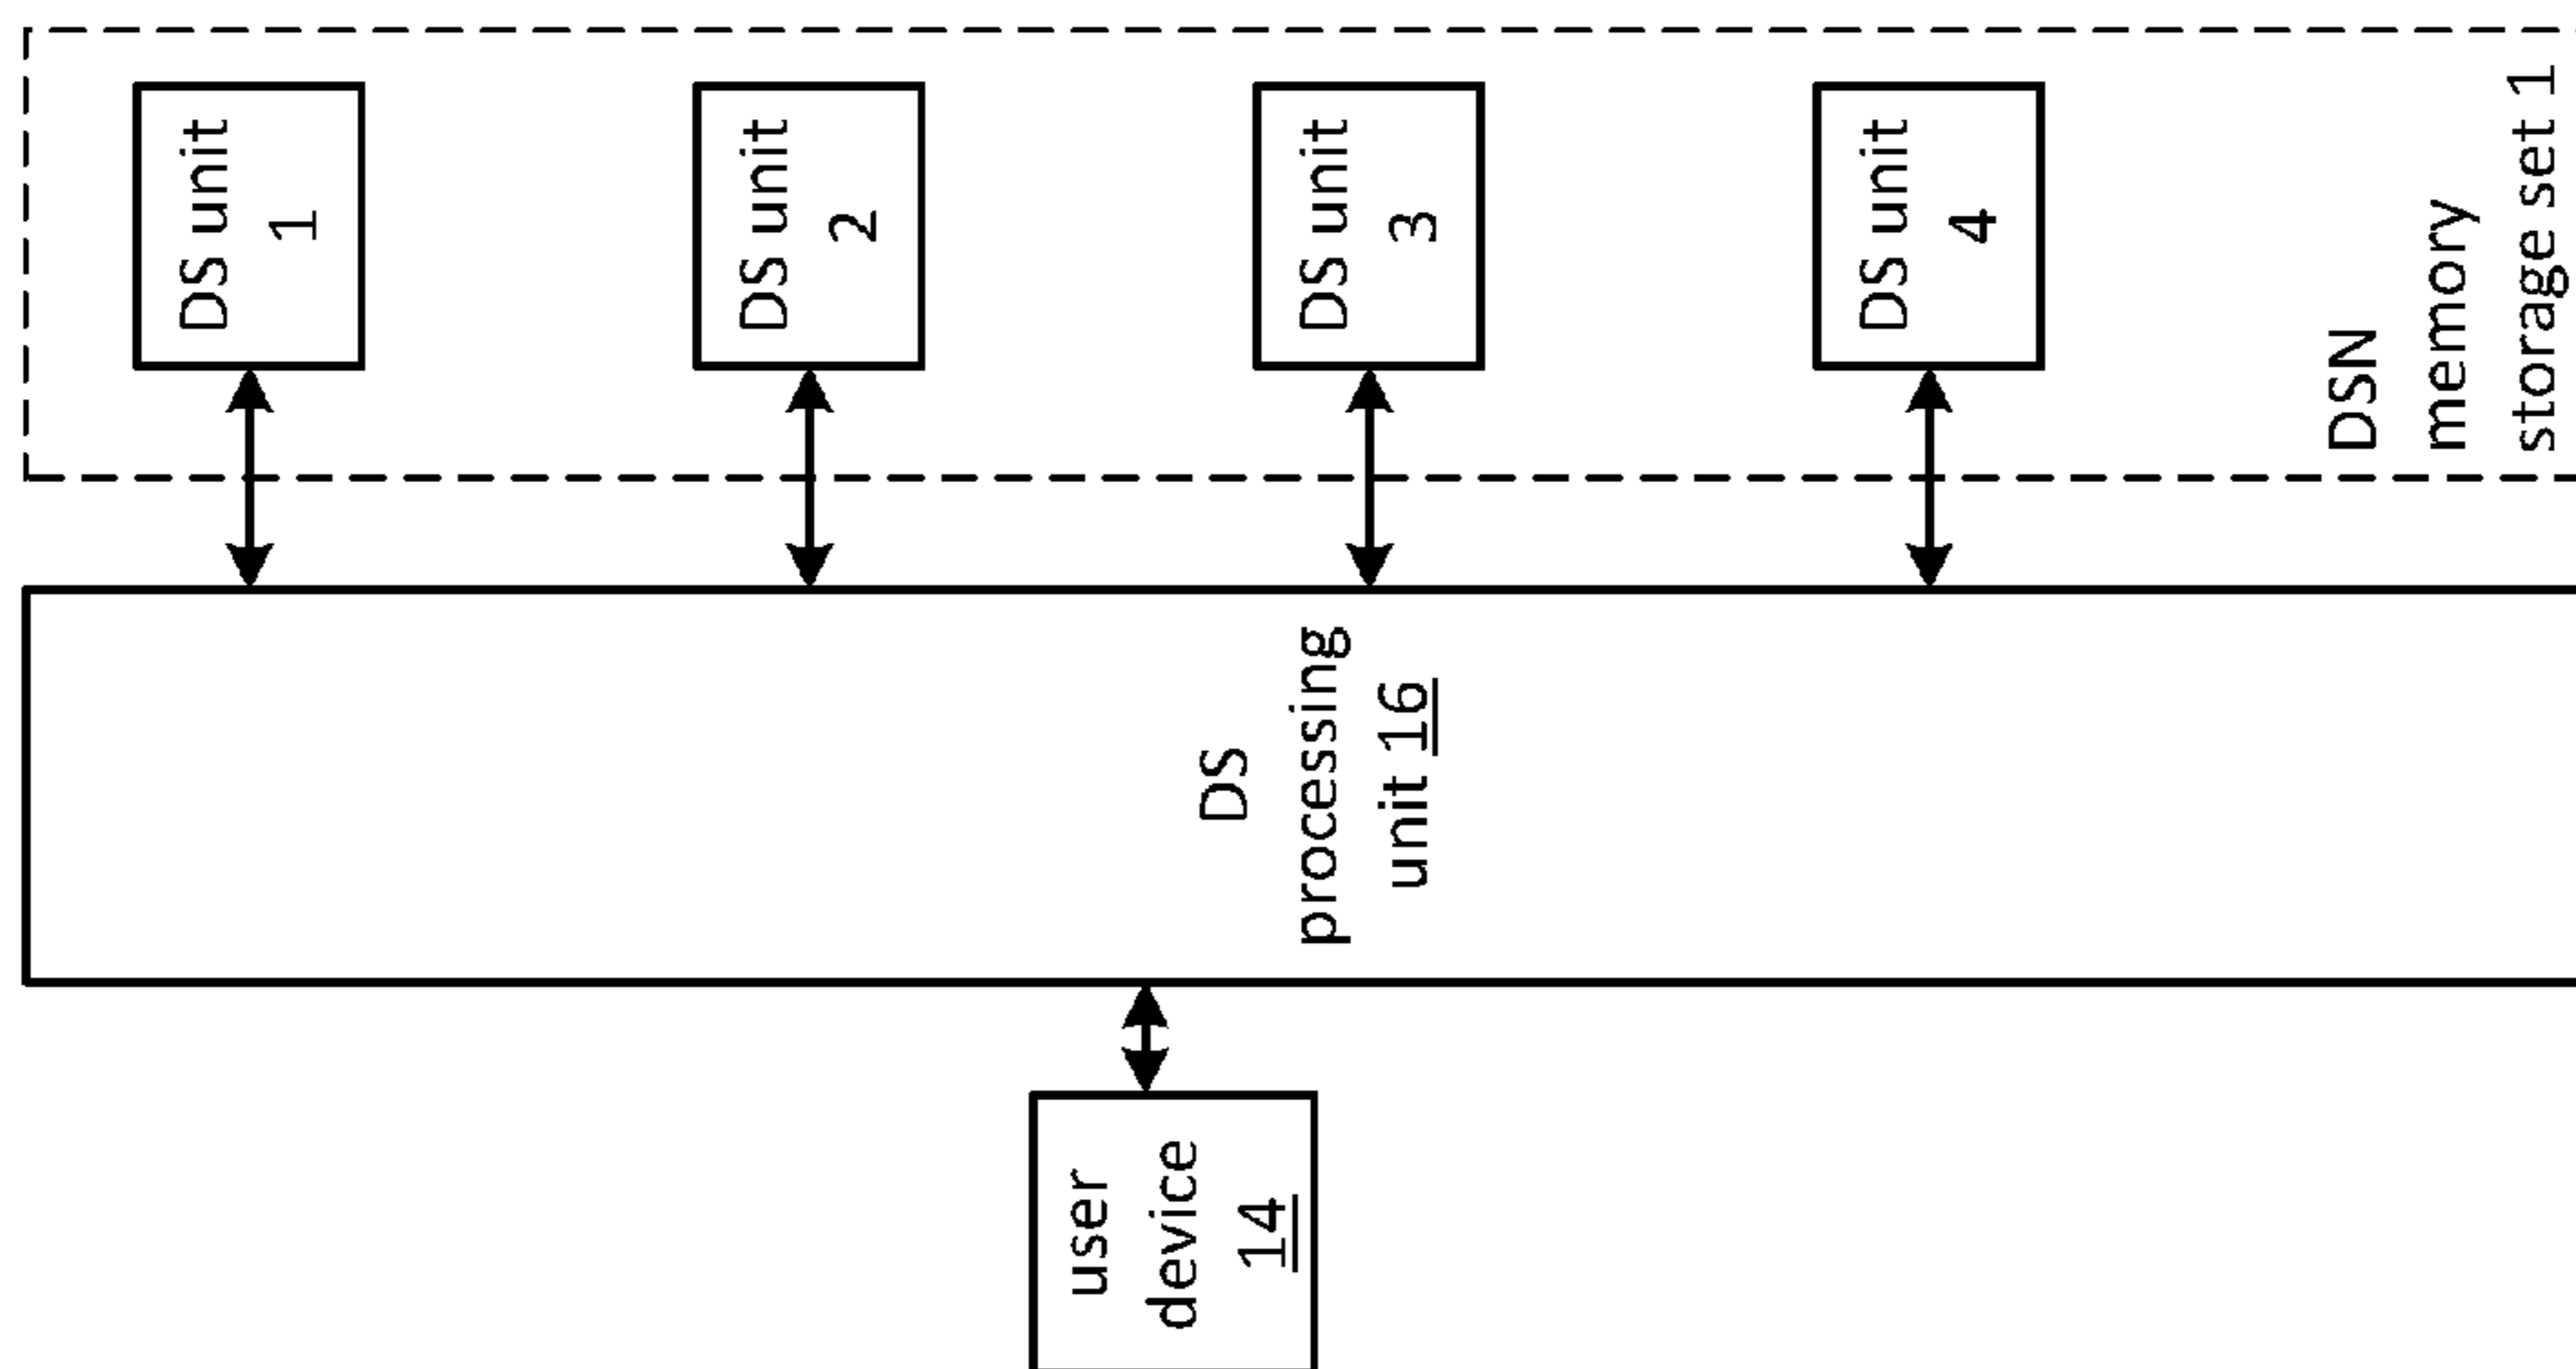 user
device
14
DS
processing
unit 16
DS unit
1
DS unit
2
DS unit
3
DS unit
4
DSN
memory
storage set 1